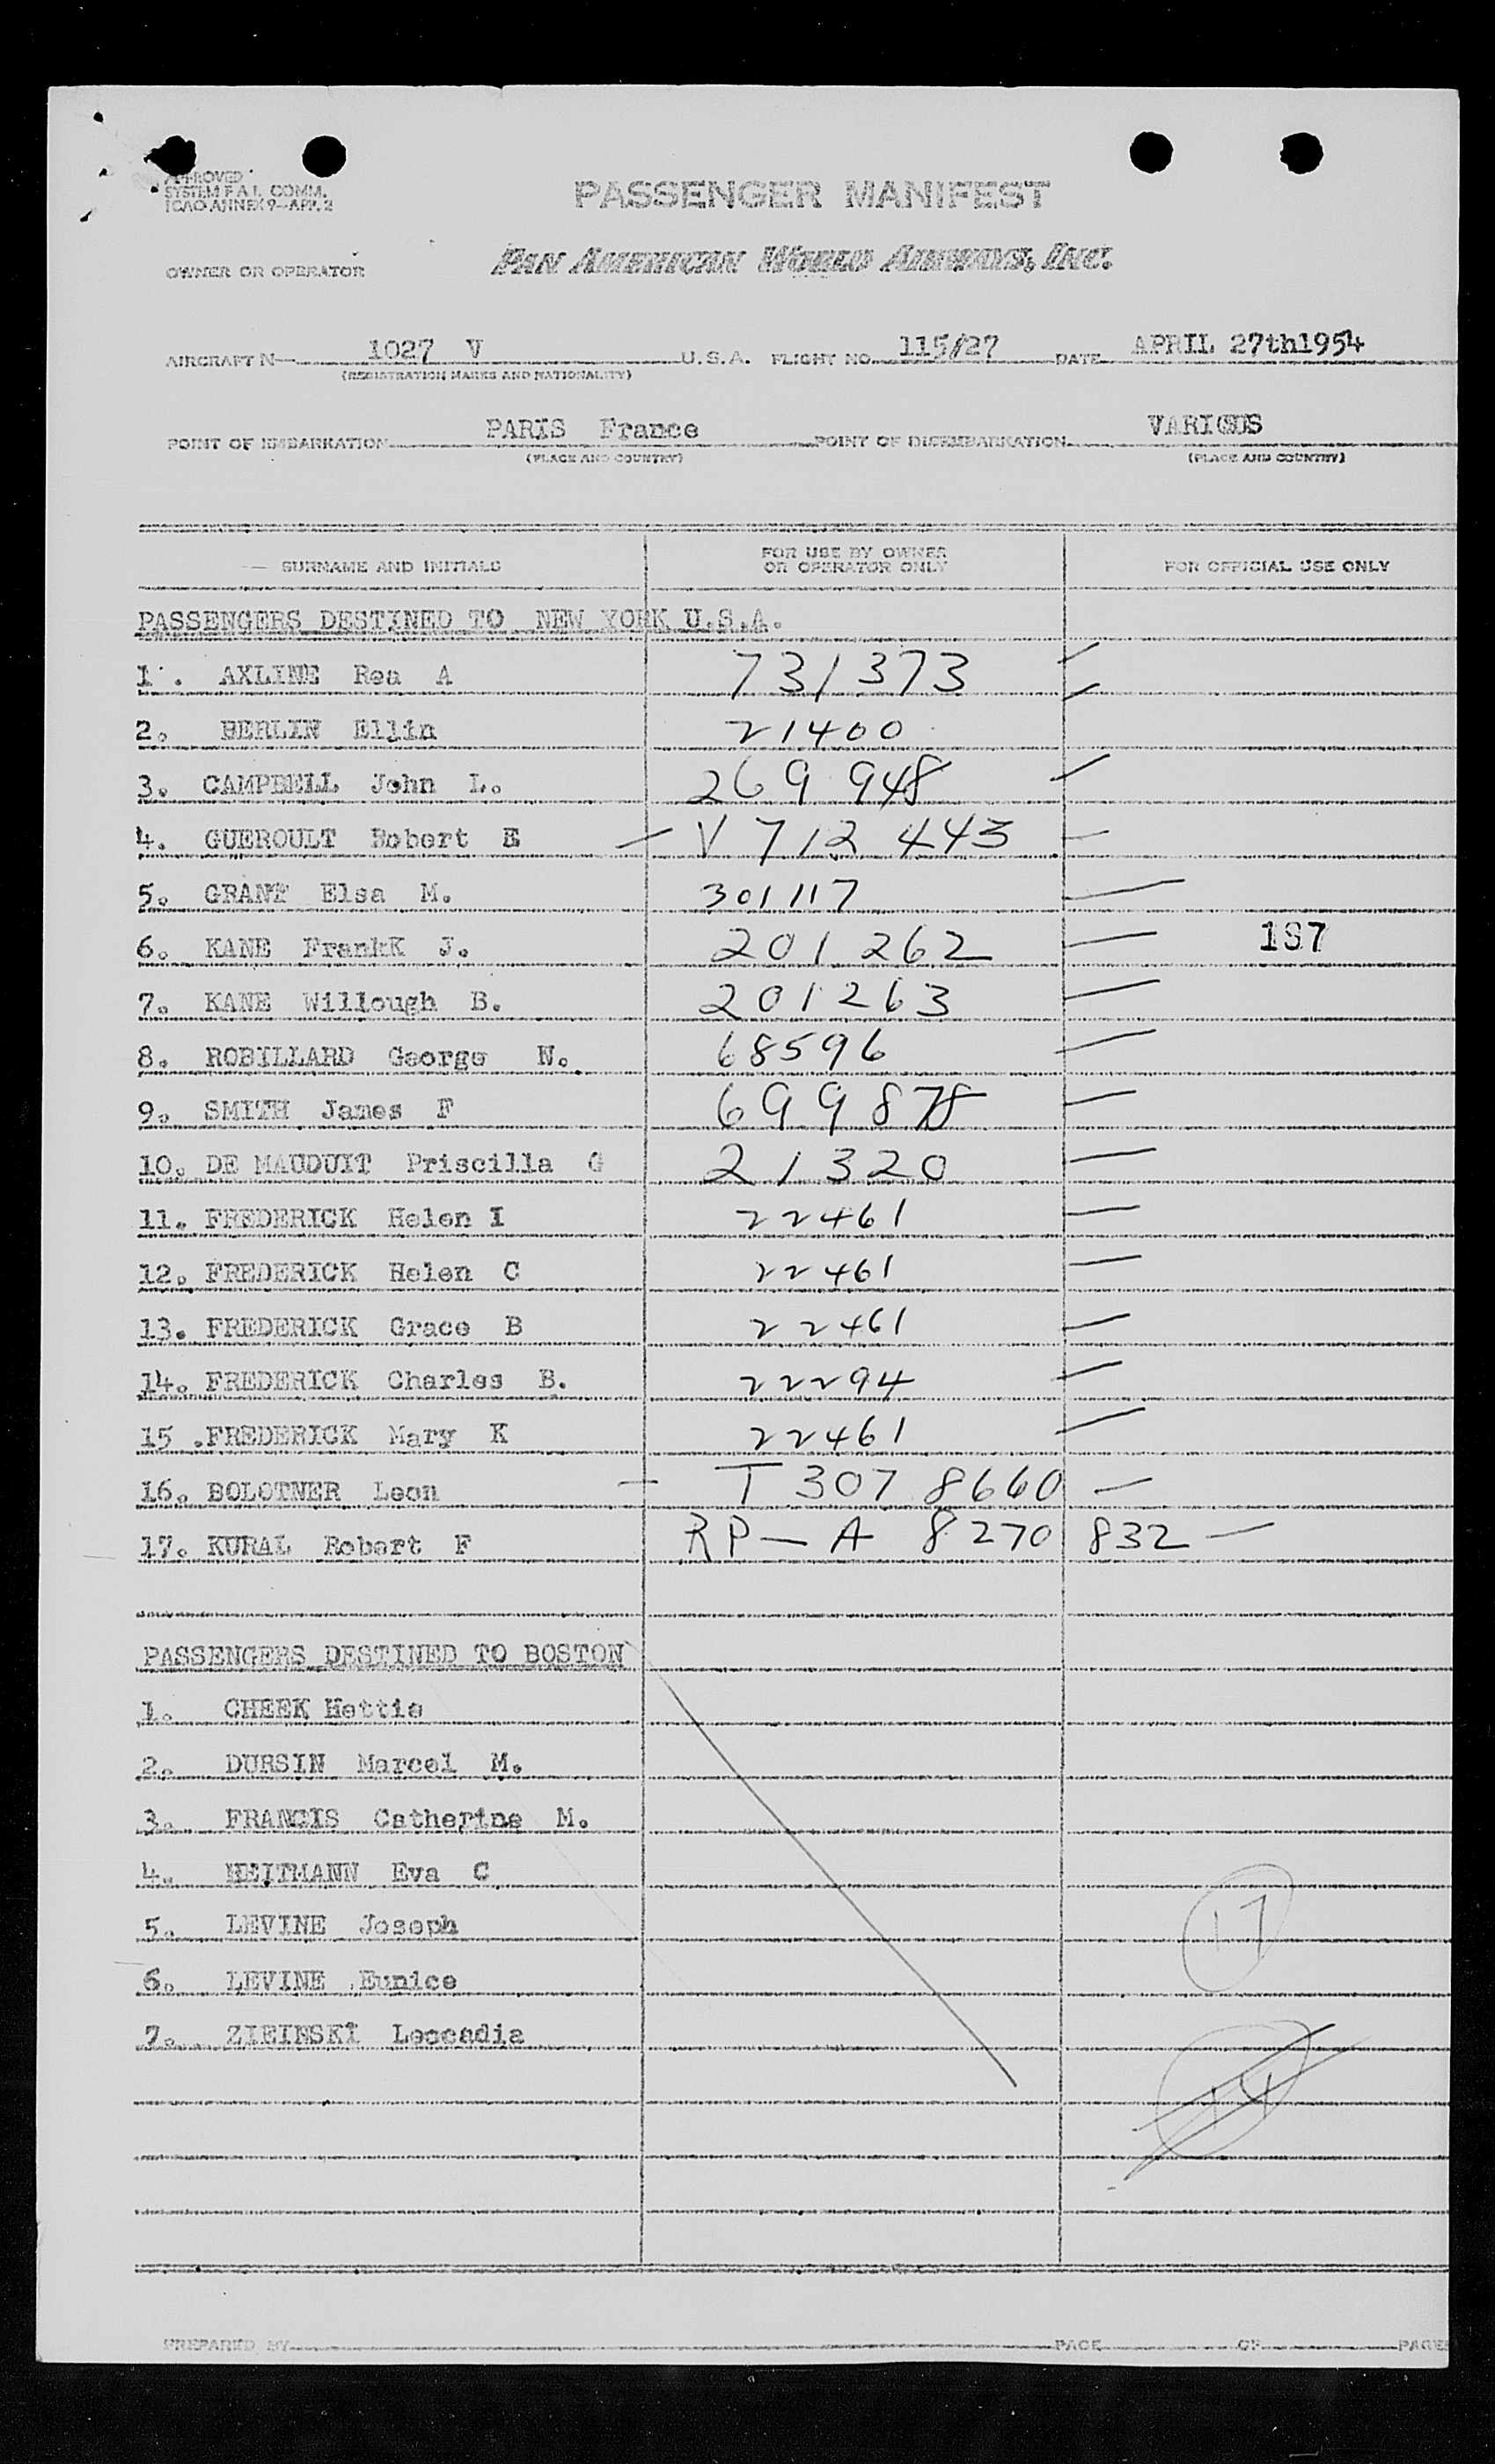 APPROVED
SYSTEM F.A.L. COMM.
ICAO ANNEX 9-APP. 2
PASSENGER MANIFEST
OWNER OR OPERATOR PAN AMERICAN WORLD AIRWAYS, INC.
AIRCRAFT N— 1027 V U.S.A. FLIGHT NO. 115/27 DATE APRIL 27th1954
(REGISTRATION MARKS AND NATIONALITY)
POINT OF EMBARKATION PARIS France POINT OF DISEMBARKATION VARIOUS
(PLACE AND COUNTRY) (PLACE AND COUNTRY)
— SURNAME AND INITIALS FOR USE BY OWNER OR OPERATOR ONLY FOR OFFICIAL USE ONLY
PASSENGERS DESTINED TO NEW YORK U.S.A.
1 . AXLINE Rea A 731373
2. BERLIN Ellin 21400
3. CAMPBELL John L. 269 948
4. GUEROULT Robert E — V 712 443 —
5. GRANT Elsa M. 301117 —
6. KANE FrankK J. 201262 — 187
7. KANE Willough B. 201263 —
8. ROBILLARD George N. 68596 —
9. SMITH James F 699878 —
10. DE MAUDUIT Priscilla G 21320 —
11. FREDERICK Helen I 22461 —
12. FREDERICK Helen C 22461 —
13. FREDERICK Grace B 22461 —
14. FREDERICK Charles B. 22294 —
15 .FREDERICK Mary K 22461 —
16. BOLOTNER Leon — T 307 8660 —
17. KURAL Robert F RP — A 8270 832 —
PASSENGERS DESTINED TO BOSTON
1. CHEEK Hettie
2. DURSIN Marcel M.
3. FRANCIS Catherine M.
4. HEITMANN Eva C
5. LEVINE Joseph
17
6. LEVINE Eunice
7. ZIEINSKI Leocadia
14
PREPARED BY PAGE OF PAGES